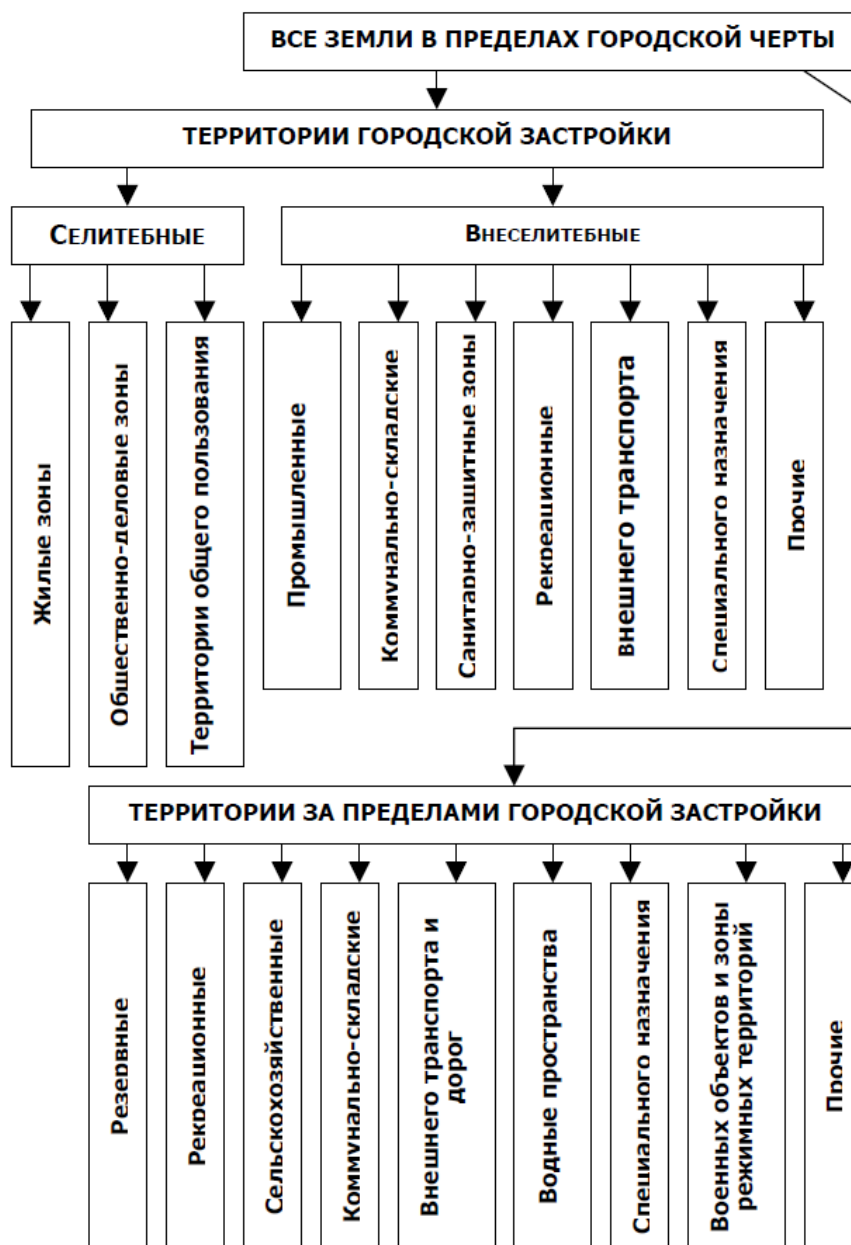 ВСЕ ЗЕМЛИ В ПРЕДЕЛАХ ГОРОДСКОЙ ЧЕРТЫ
ТЕРРИТОРИИ ГОРОДСКОЙ ЗАСТРОЙКИ
СЕЛИТЕБНЫЕ
ВНЕСЕЛИТЕБНЫЕ
Жилые зоны
Общественно-деловые зоны
Территории общего пользования
Промышленные
Коммунально-складские
Санитарно-защитные зоны
Рекреационные
внешнего транспорта
Специального назначения
Прочие
ТЕРРИТОРИИ ЗА ПРЕДЕЛАМИ ГОРОДСКОЙ ЗАСТРОЙКИ
Резервные
Рекреационные
Сельскохозяйственные
Коммунально-складские
Внешнего транспорта и
дорог
Водные пространства
Специального назначения
Военных объектов и зоны
режимных территорий
Прочие